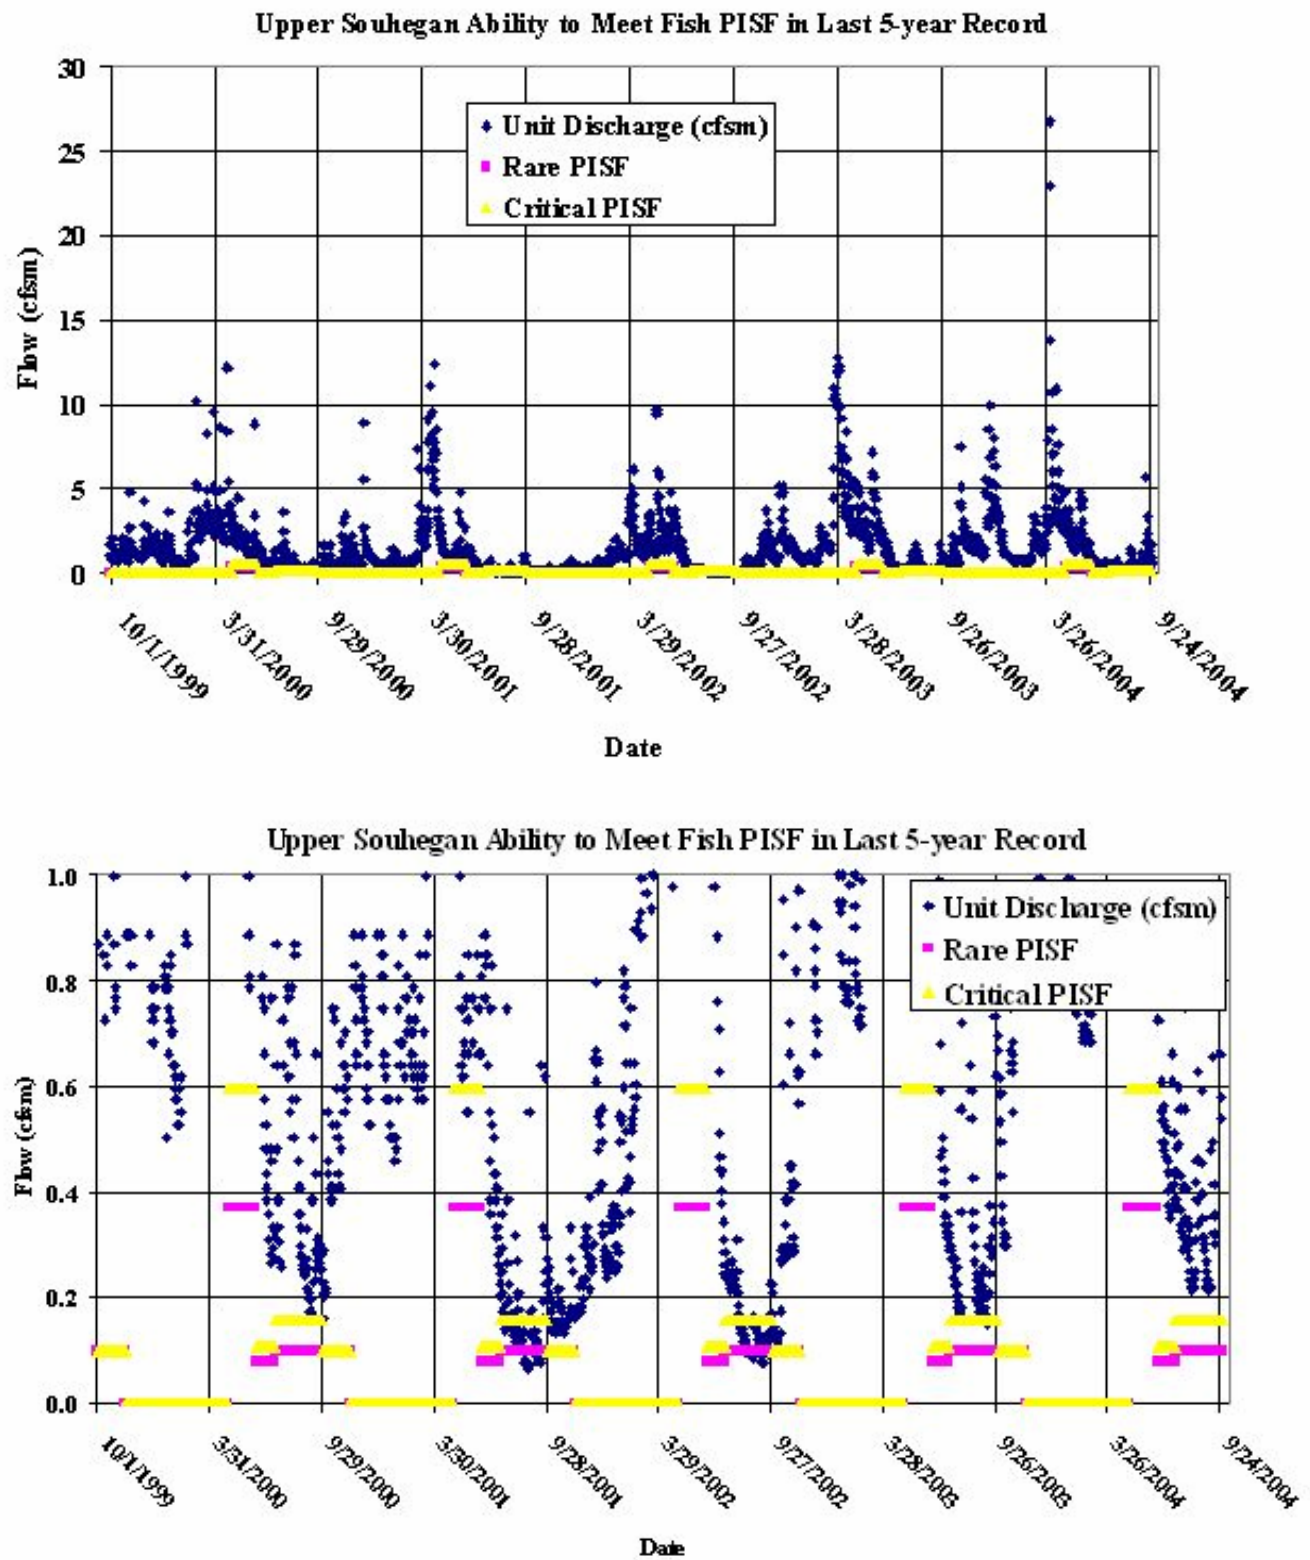 Upper Souhegan Ability to Meet Fish PISF in Last 5-year Record
30
25
20
15
10
5
0
Flow (cfsm)
Unit Discharge (cfsm)
Rare PISF
Critical PISF
10/1/1999
3/31/2000
9/29/2000
3/30/2001
9/28/2001
3/29/2002
9/27/2002
3/28/2003
9/26/2003
3/26/2004
9/24/2004
Date
Upper Souhegan Ability to Meet Fish PISF in Last 5-year Record
1.0
0.8
0.6
0.4
0.2
0.0
Flow (cfsm)
Unit Discharge (cfsm)
Rare PISF
Critical PISF
10/1/1999
3/31/2000
9/29/2000
3/30/2001
9/28/2001
3/29/2002
9/27/2002
3/28/2003
9/26/2003
3/26/2004
9/24/2004
Date